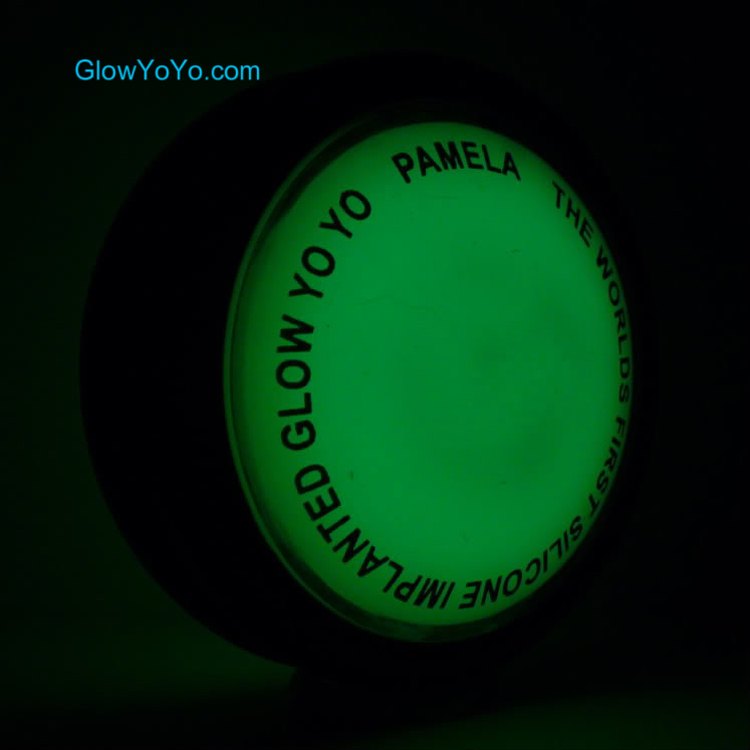 GlowYoYo.com
PAMELA
THE WORLDS FIRST SILICONE IMPLANTED GLOW YO YO